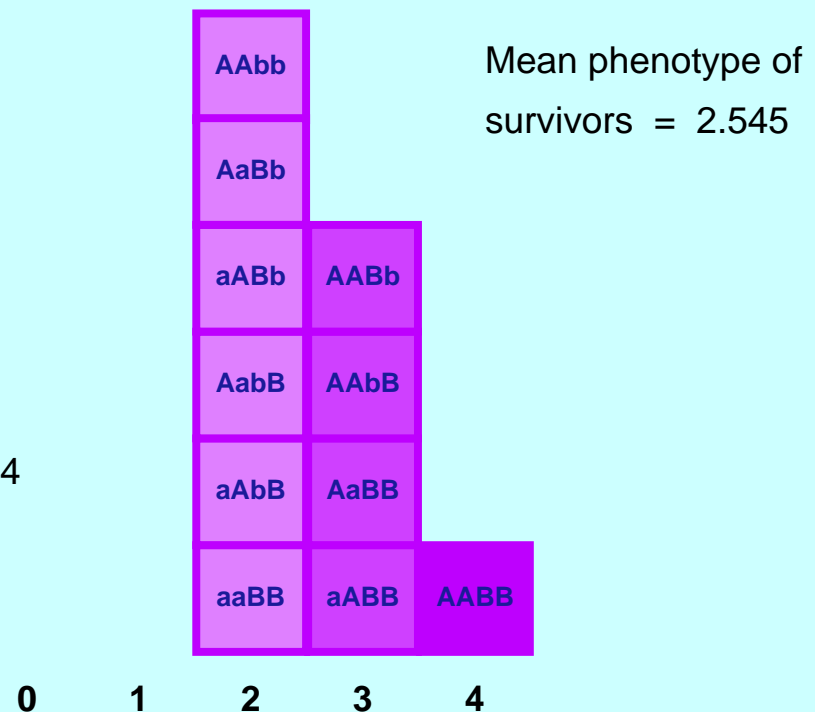 AAbb
Mean phenotype of
survivors = 2.545
AaBb
aABb AABb
AabB AAbB
4
aAbB AaBB
aaBB aABB AABB
0 1 2 3 4